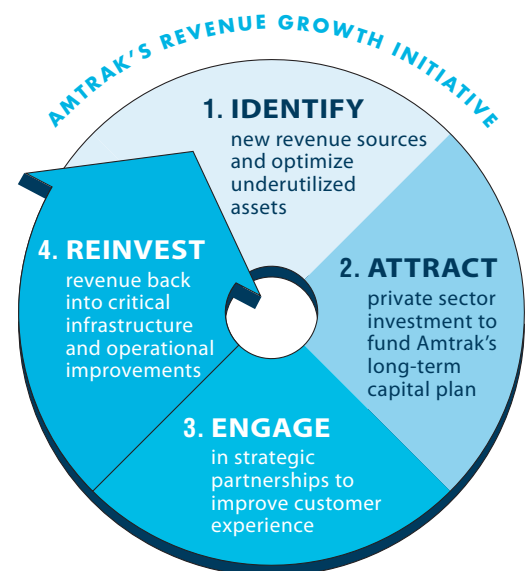 AMTRAK'S REVENUE GROWTH INITIATIVE
1. IDENTIFY
new revenue sources
and optimize
underutilized
assets
2. ATTRACT
private sector
investment to
fund Amtrak's
long-term
capital plan
3. ENGAGE
in strategic
partnerships to
improve customer
experience
4. REINVEST
revenue back
into critical
infrastructure
and operational
improvements